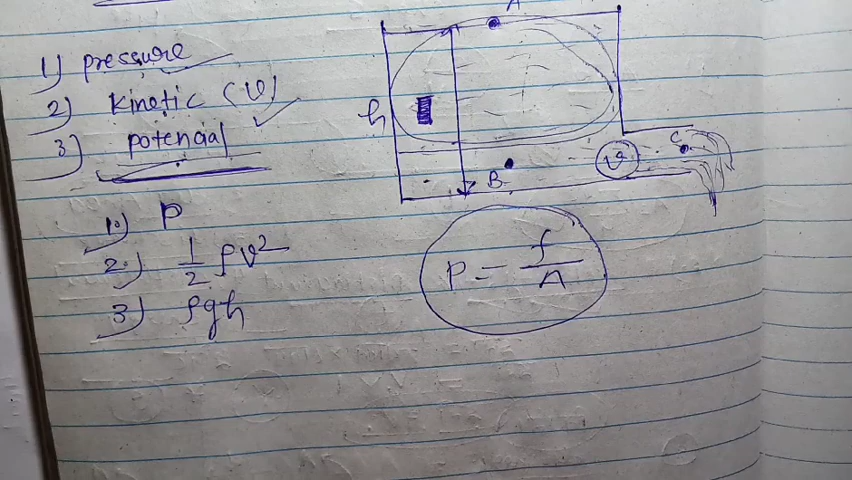 1) pressure
2) kinetic (v)
3) potencial
1.) P
2.) 1/2 ρv²
3) ρgh
A
h
B
v
C
P = f/A